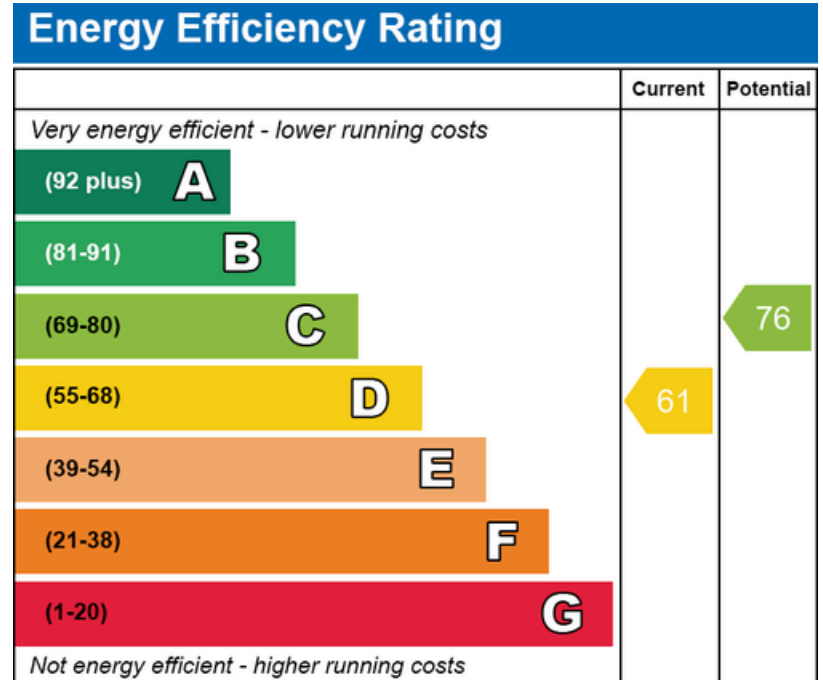 Energy Efficiency Rating
Current Potential
Very energy efficient - lower running costs
(92 plus) A
(81-91) B
(69-80) C
76
(55-68) D
61
(39-54) E
(21-38) F
(1-20) G
Not energy efficient - higher running costs